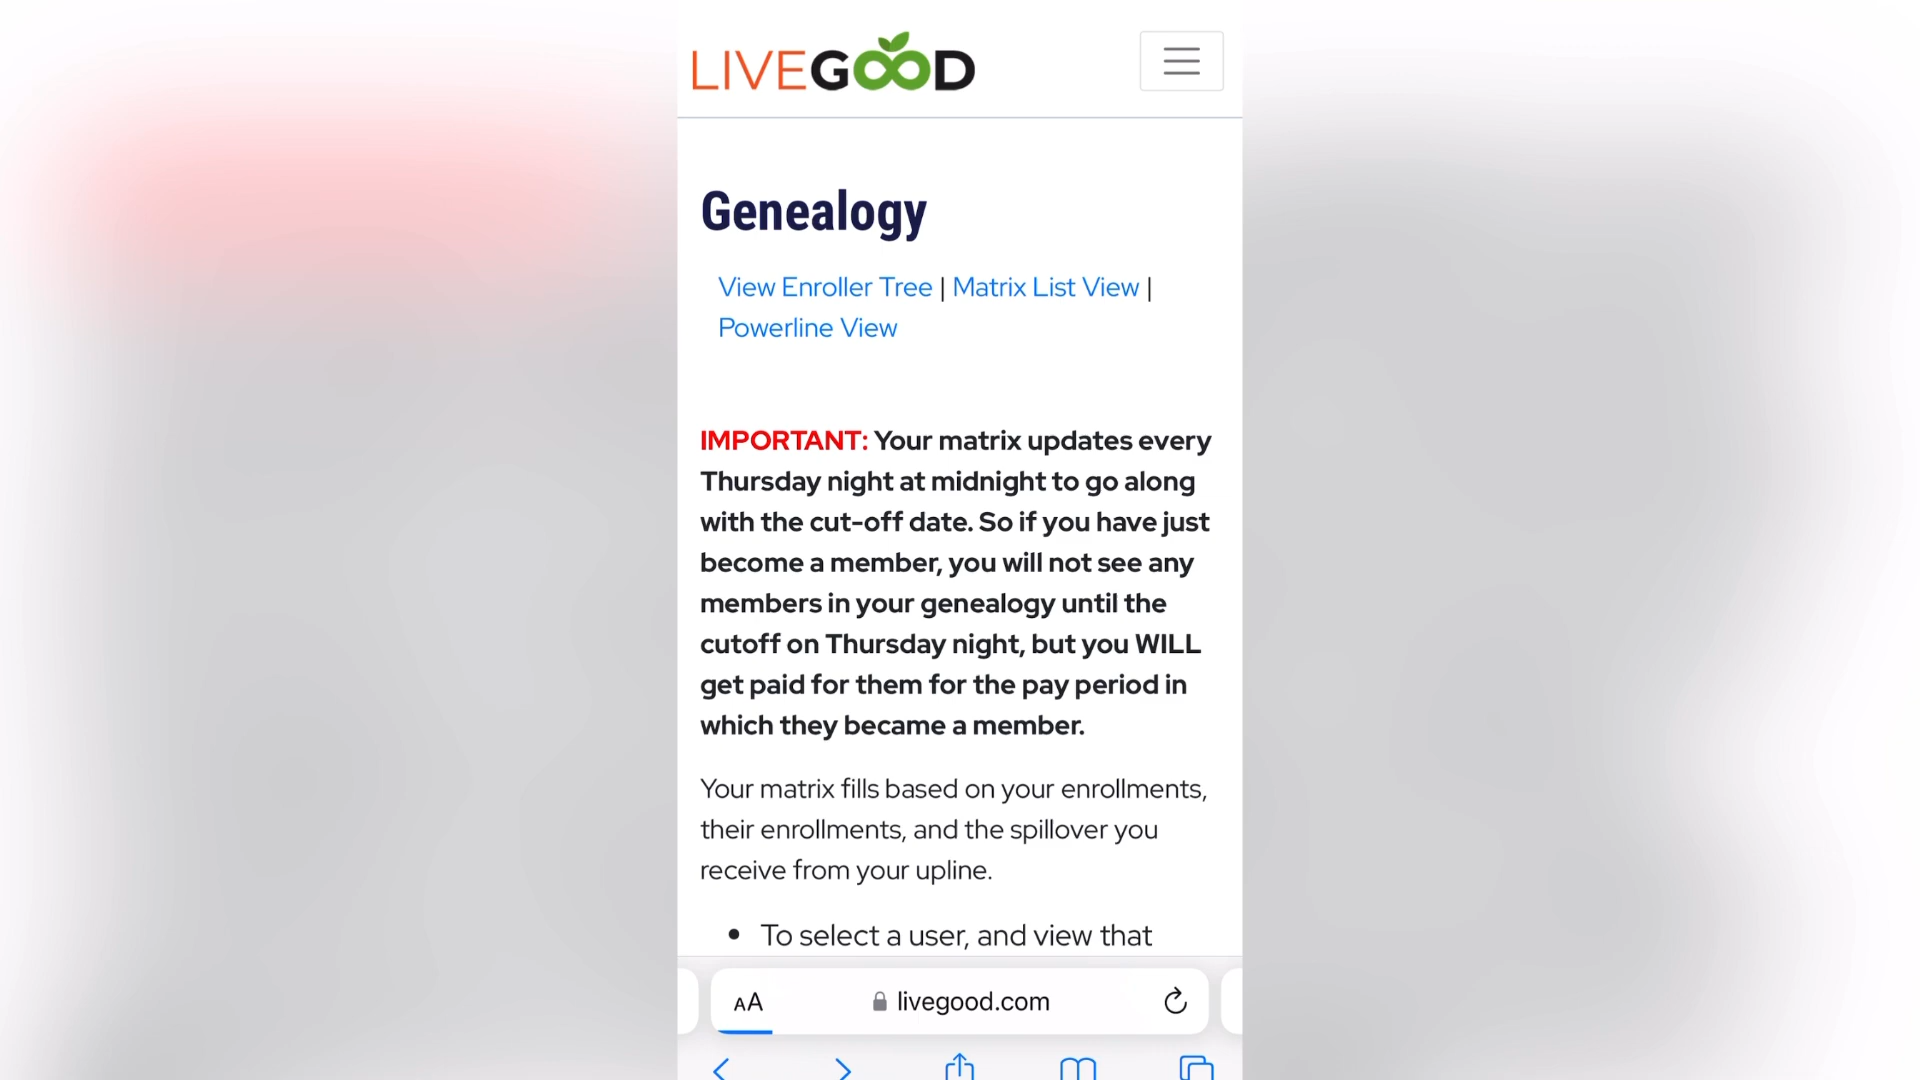 LIVEGOOD
Genealogy
View Enroller Tree | Matrix List View |
Powerline View
IMPORTANT: Your matrix updates every
Thursday night at midnight to go along
with the cut-off date. So if you have just
become a member, you will not see any
members in your genealogy until the
cutoff on Thursday night, but you WILL
get paid for them for the pay period in
which they became a member.
Your matrix fills based on your enrollments,
their enrollments, and the spillover you
receive from your upline.
• To select a user, and view that
AA livegood.com